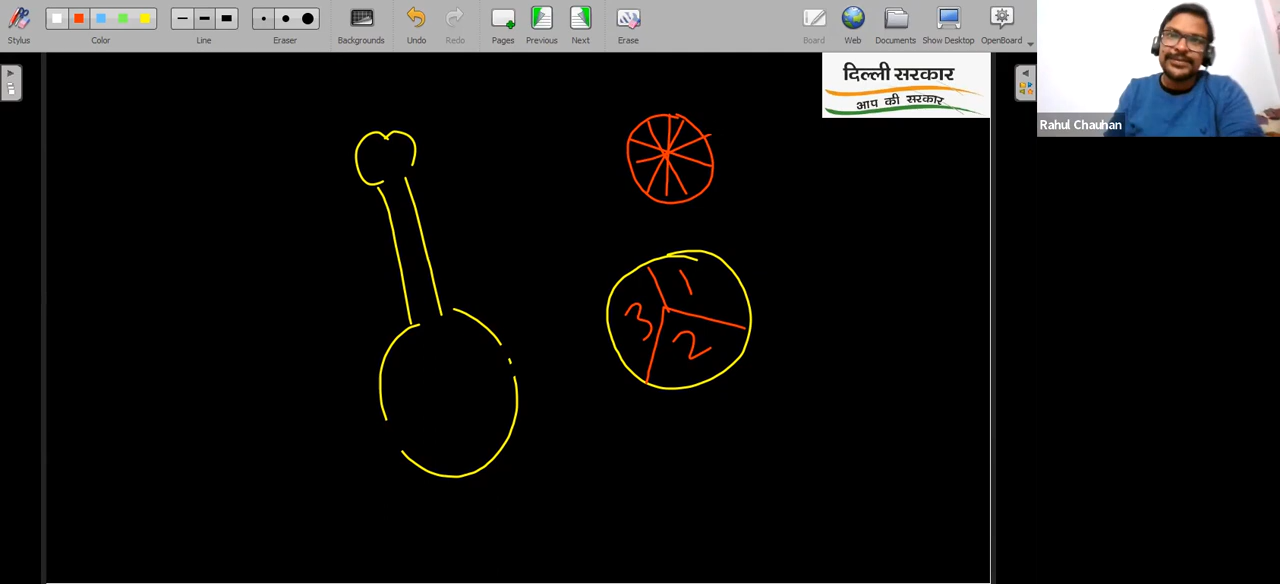 Stylus
Color
Line
Eraser
Backgrounds
Undo
Redo
Pages
Previous
Next
Erase
Board
Web
Documents
Show Desktop
OpenBoard
दिल्ली सरकार
आप की सरकार
Rahul Chauhan
1
3
2